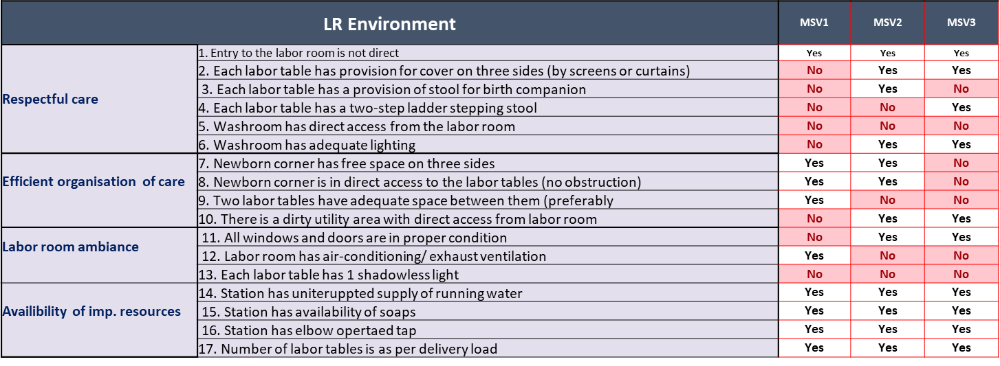 LR Environment MSV1 MSV2 MSV3
Respectful care
1. Entry to the labor room is not direct Yes Yes Yes
2. Each labor table has provision for cover on three sides (by screens or curtains) No Yes Yes
3. Each labor table has a provision of stool for birth companion No Yes No
4. Each labor table has a two-step ladder stepping stool No No Yes
5. Washroom has direct access from the labor room No No No
6. Washroom has adequate lighting No Yes Yes
Efficient organisation of care
7. Newborn corner has free space on three sides Yes Yes No
8. Newborn corner is in direct access to the labor tables (no obstruction) Yes Yes No
9. Two labor tables have adequate space between them (preferably Yes No No
10. There is a dirty utility area with direct access from labor room No Yes Yes
Labor room ambiance
11. All windows and doors are in proper condition No Yes Yes
12. Labor room has air-conditioning/ exhaust ventilation Yes No No
13. Each labor table has 1 shadowless light No No No
Availibility of imp. resources
14. Station has uniteruppted supply of running water Yes Yes Yes
15. Station has availability of soaps Yes Yes Yes
16. Station has elbow opertaed tap Yes Yes Yes
17. Number of labor tables is as per delivery load Yes Yes Yes